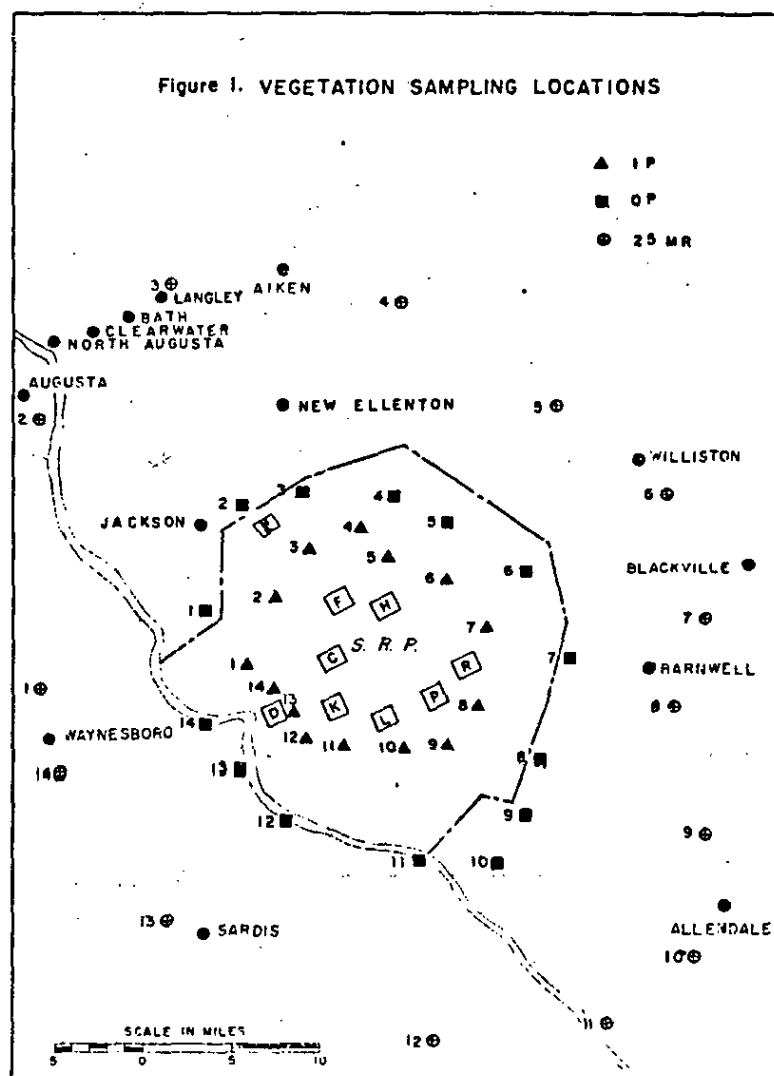 Figure 1. VEGETATION SAMPLING LOCATIONS
▲ 1P
■ 0P
⊕ 25 MR
3
LANGLEY
AIKEN
4
BATH
CLEARWATER
NORTH AUGUSTA
AUGUSTA
2
NEW ELLENTON
5
WILLISTON
6
2
3
4
5
JACKSON
4
3
5
BLACKVILLE
6
6
2
F
H
1
7
7
S. R. P.
C
1
R
7
BARNWELL
1
14
P
13
8
8
D
K
L
14
WAYNESBORO
12
11
10
9
14
13
8
12
9
9
11
10
ALLENDALE
13
SARDIS
10
11
SCALE IN MILES
12
5 0 5 10